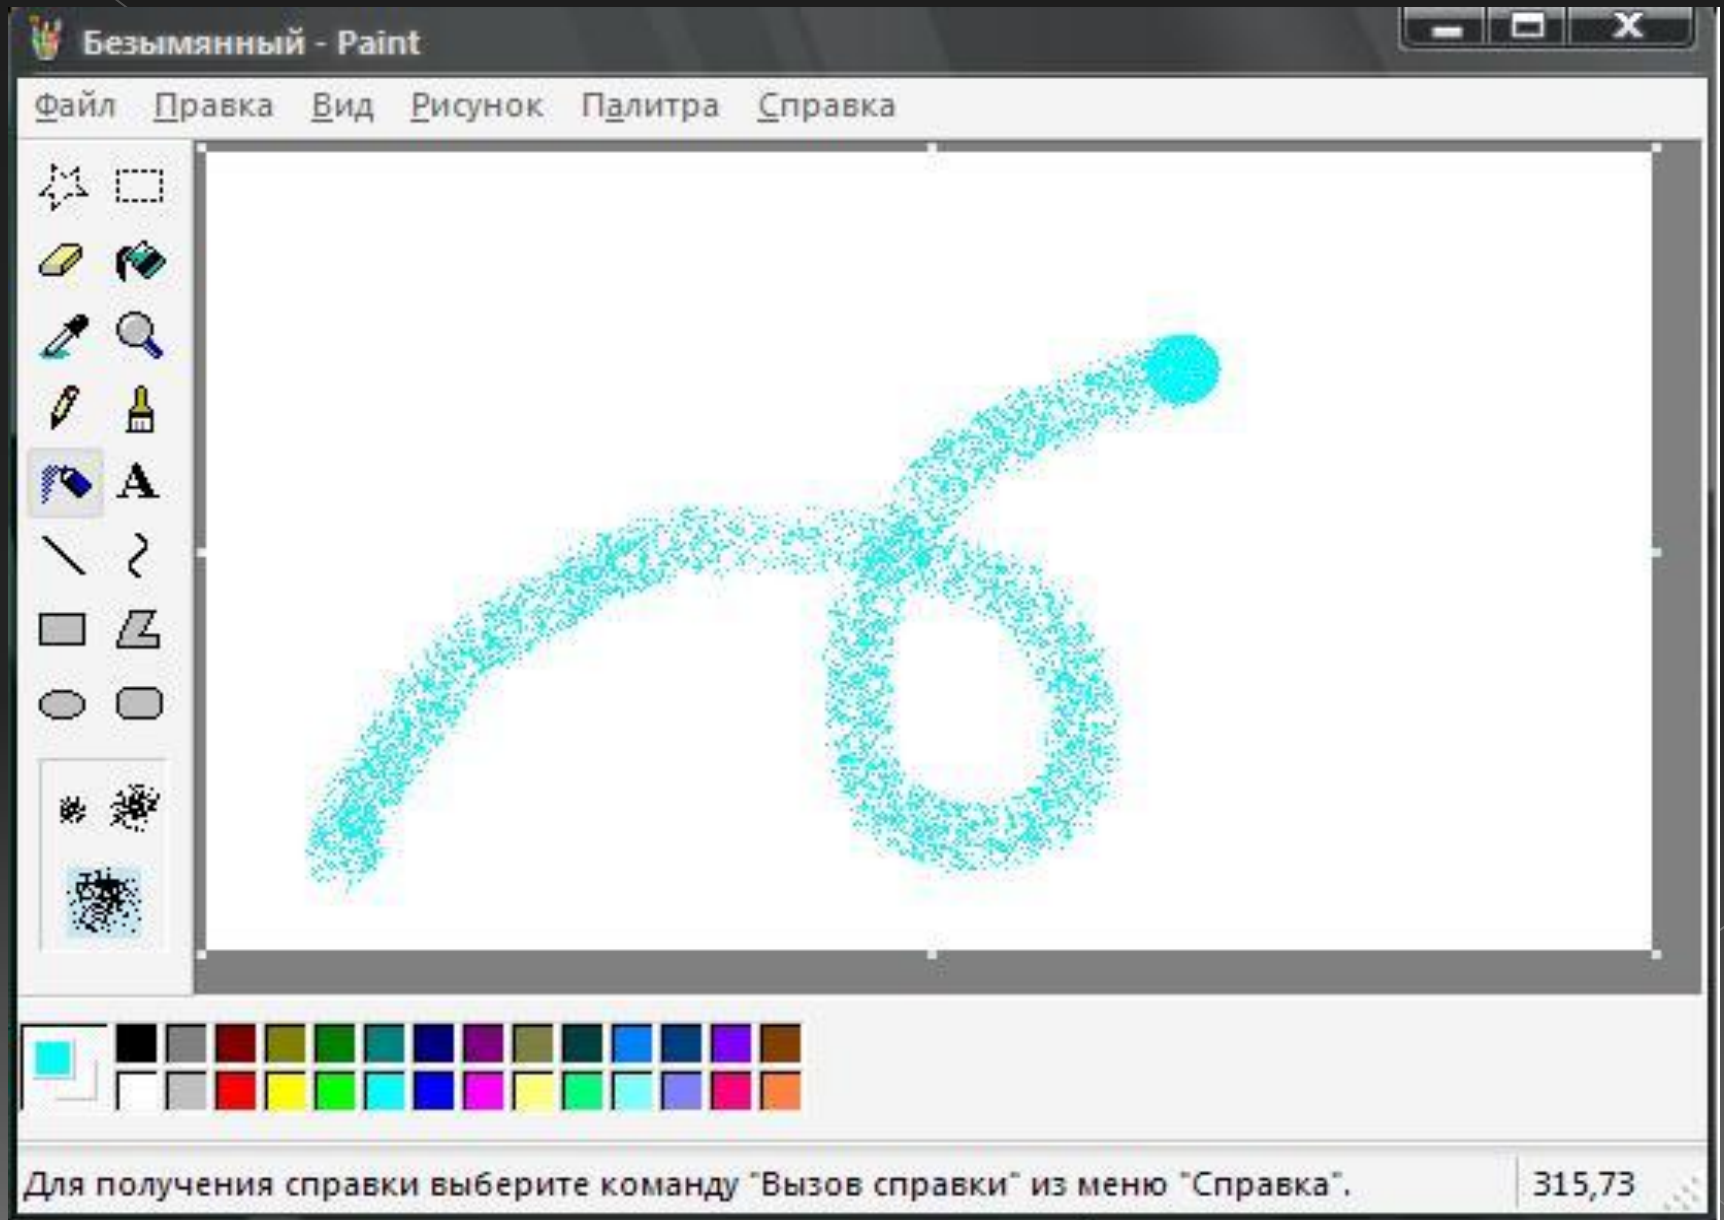 Безымянный - Paint
Файл Правка Вид Рисунок Палитра Справка
A
Для получения справки выберите команду "Вызов справки" из меню "Справка".
315,73